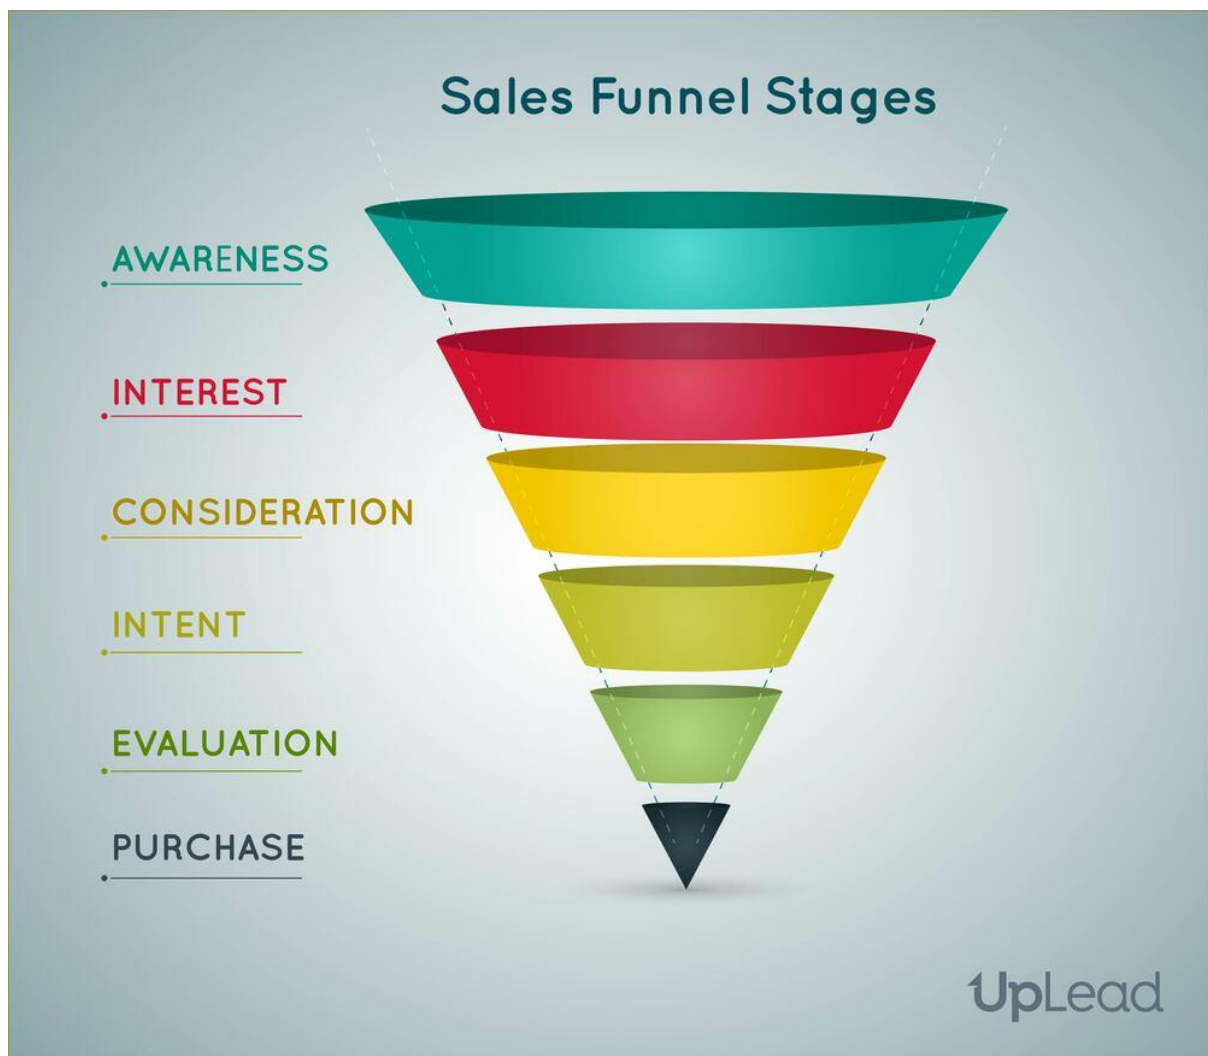 Sales Funnel Stages
AWARENESS
INTEREST
CONSIDERATION
INTENT
EVALUATION
PURCHASE
UpLead